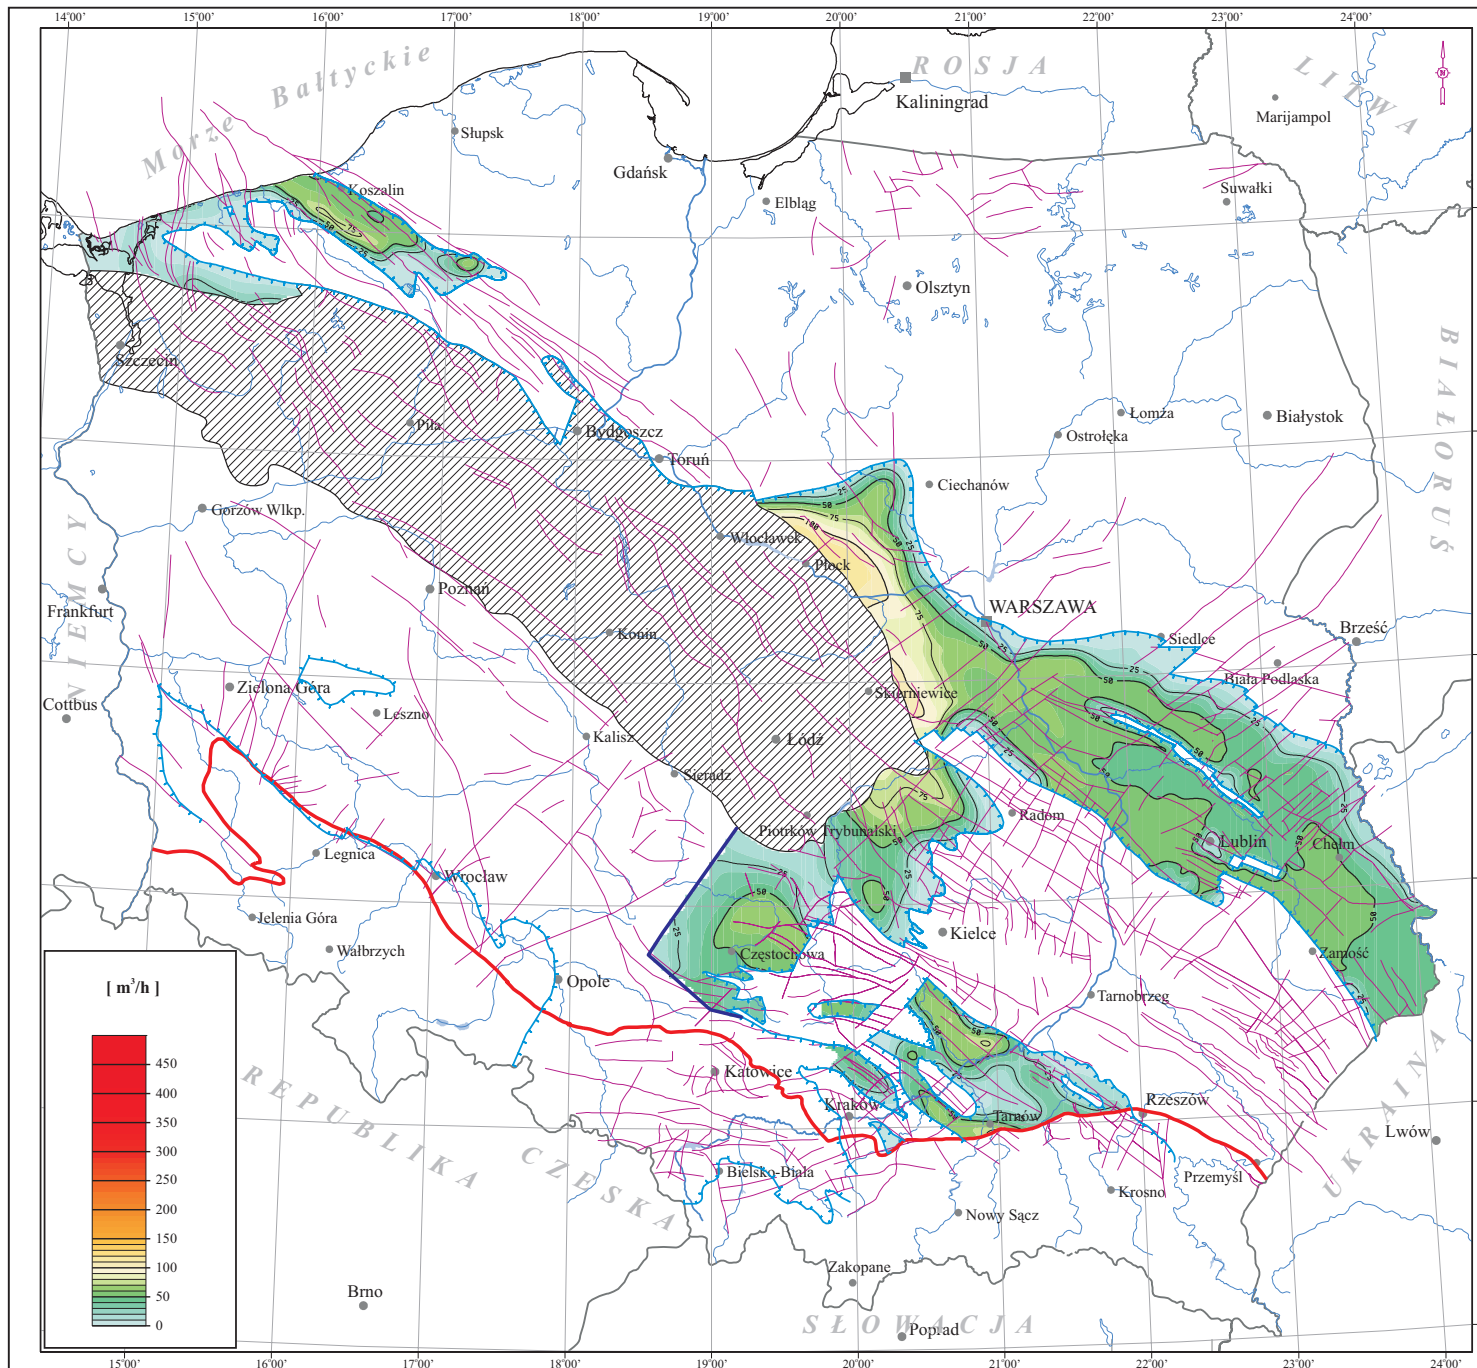 14°00' 15°00' 16°00' 17°00' 18°00' 19°00' 20°00' 21°00' 22°00' 23°00' 24°00'
Morze Bałtyckie
ROSJA
LITWA
Kaliningrad
Marijampol
Słupsk
Gdańsk
Koszalin
Elbląg
Suwałki
Olsztyn
BIAŁORUŚ
Szczecin
Piła
Bydgoszcz
Łomża
Białystok
Ostrołęka
Toruń
Ciechanów
Gorzów Wlkp.
NIEMCY
Włocławek
Płock
Poznań
Frankfurt
WARSZAWA
Konin
Siedlce
Brześć
Biała Podlaska
Zielona Góra
Skierniewice
Cottbus
Leszno
Kalisz
Łódź
Sieradz
Piotrków Trybunalski
Radom
Lublin
Chełm
Legnica
Wrocław
Jelenia Góra
Kielce
Wałbrzych
Częstochowa
Zamość
Opole
Tarnobrzeg
[ m³/h ]
450
400
350
300
250
200
150
100
50
0
Katowice
Kraków
Tarnów
Rzeszów
Lwów
REPUBLIKA CZESKA
UKRAINA
Bielsko-Biała
Przemyśl
Krosno
Nowy Sącz
Zakopane
Brno
SŁOWACJA
Poprad
15°00' 16°00' 17°00' 18°00' 19°00' 20°00' 21°00' 22°00' 23°00' 24°00'